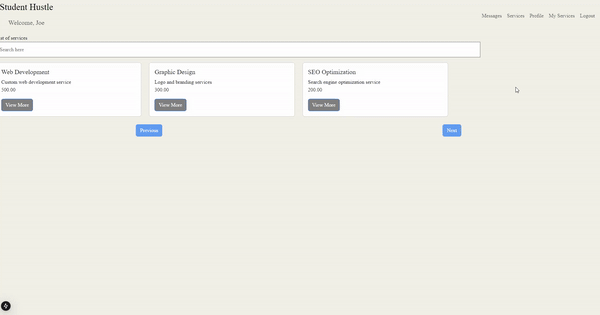 Student Hustle
Messages Services Profile My Services Logout
Welcome, Joe
of services
Search here
Web Development
Custom web development service
500.00
View More
Graphic Design
Logo and branding services
300.00
View More
SEO Optimization
Search engine optimization service
200.00
View More
Previous
Next